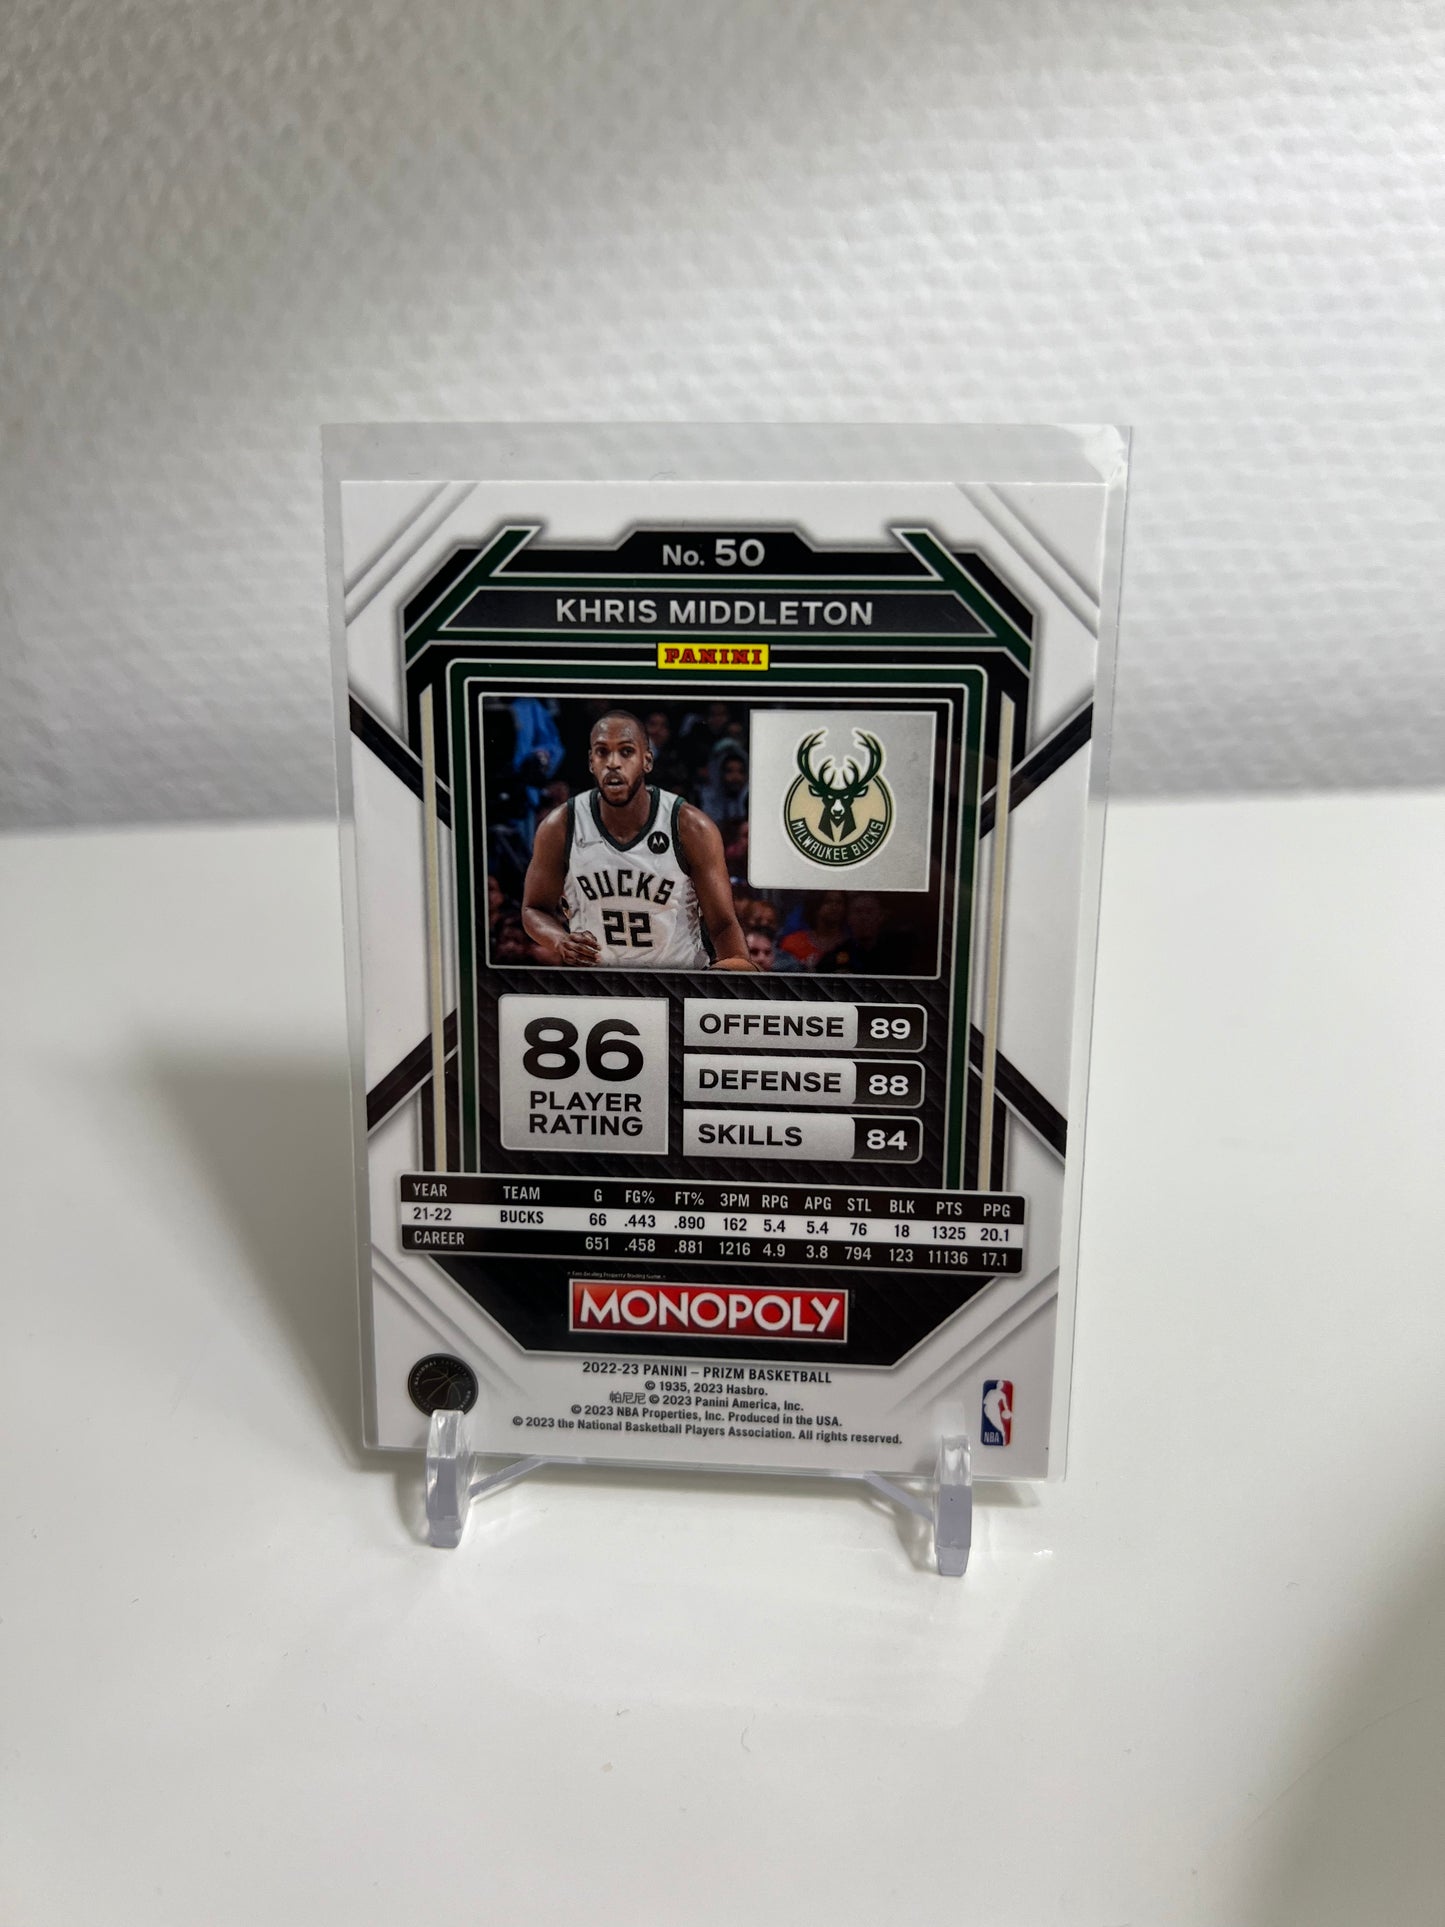 No. 50
KHRIS MIDDLETON
PANINI
MILWAUKEE BUCKS
BUCKS
22
86
PLAYER
RATING
OFFENSE 89
DEFENSE 88
SKILLS 84
YEAR TEAM G FG% FT% 3PM RPG APG STL BLK PTS PPG
21-22 BUCKS 66 .443 .890 162 5.4 5.4 76 18 1325 20.1
CAREER 651 .458 .881 1216 4.9 3.8 794 123 11136 17.1
MONOPOLY
2022-23 PANINI – PRIZM BASKETBALL
© 1935, 2023 Hasbro.
帕尼尼 © 2023 Panini America, Inc.
© 2023 NBA Properties, Inc. Produced in the USA.
© 2023 the National Basketball Players Association. All rights reserved.
NBA